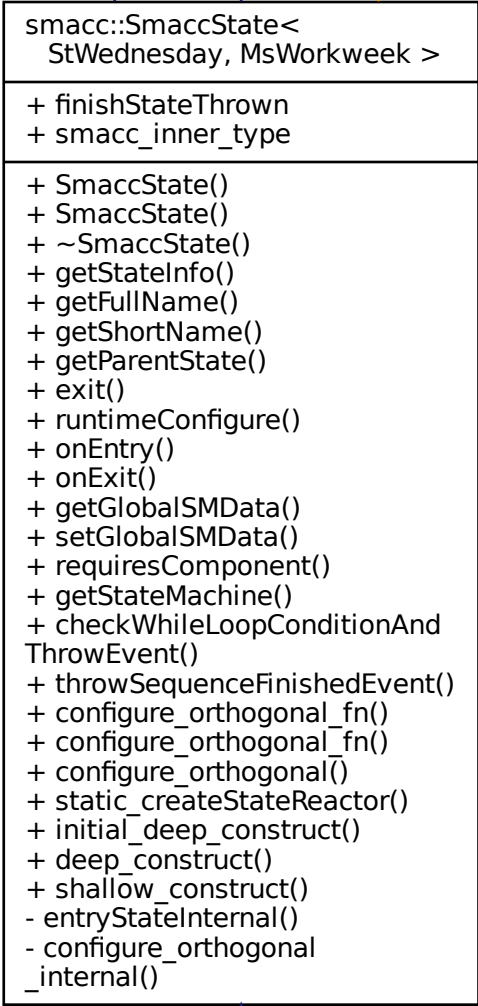 smacc::SmaccState<
StWednesday, MsWorkweek >
+ finishStateThrown
+ smacc_inner_type
+ SmaccState()
+ SmaccState()
+ ~SmaccState()
+ getStateInfo()
+ getFullName()
+ getShortName()
+ getParentState()
+ exit()
+ runtimeConfigure()
+ onEntry()
+ onExit()
+ getGlobalSMData()
+ setGlobalSMData()
+ requiresComponent()
+ getStateMachine()
+ checkWhileLoopConditionAnd
ThrowEvent()
+ throwSequenceFinishedEvent()
+ configure_orthogonal_fn()
+ configure_orthogonal_fn()
+ configure_orthogonal()
+ static_createStateReactor()
+ initial_deep_construct()
+ deep_construct()
+ shallow_construct()
- entryStateInternal()
- configure_orthogonal
_internal()